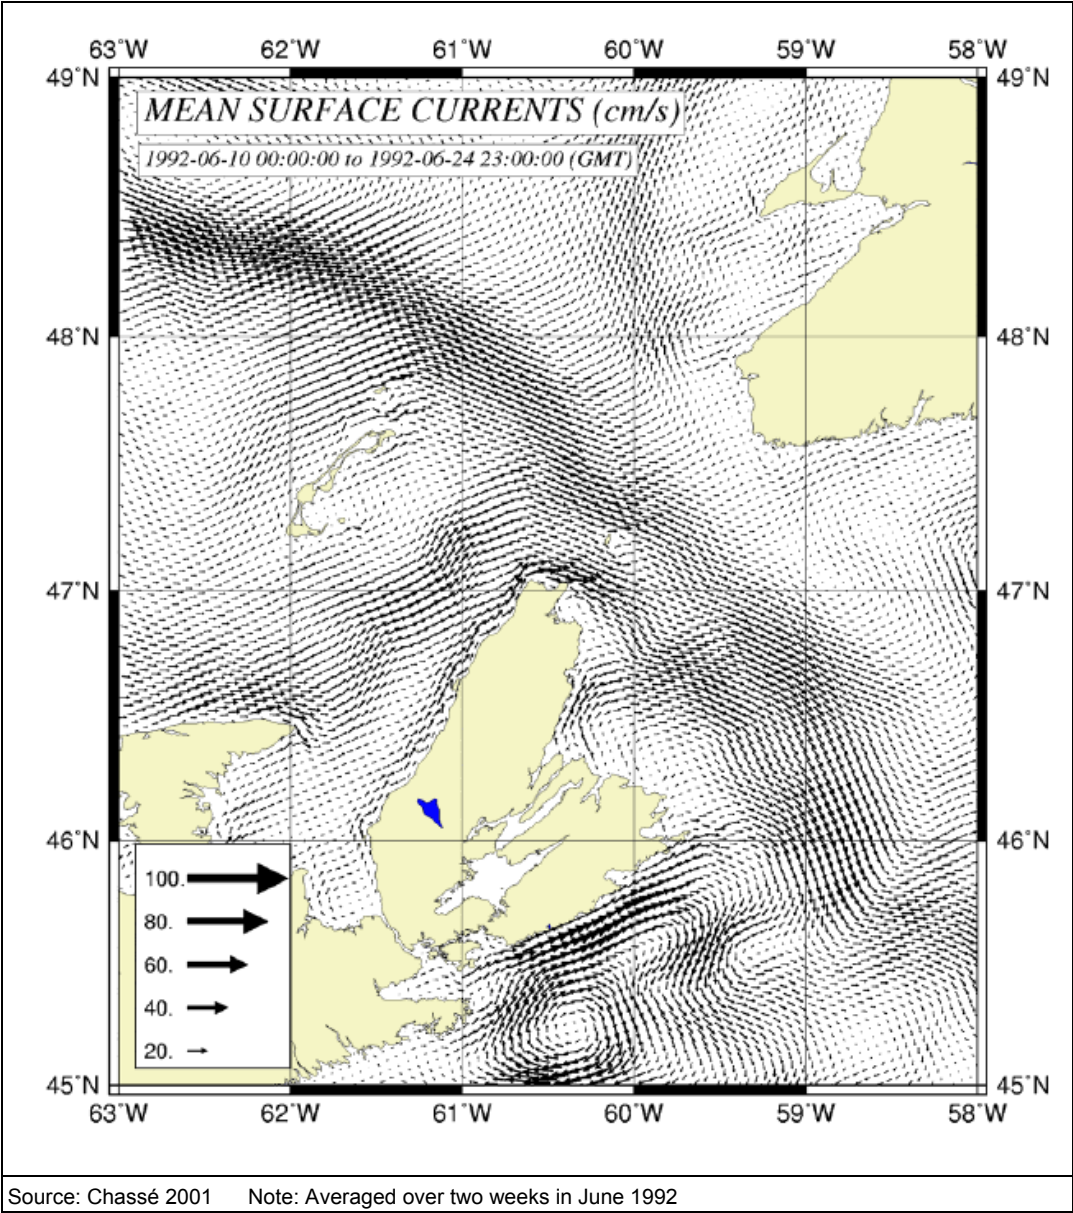 63°W 62°W 61°W 60°W 59°W 58°W
49°N 49°N
MEAN SURFACE CURRENTS (cm/s)
1992-06-10 00:00:00 to 1992-06-24 23:00:00 (GMT)
48°N 48°N
47°N 47°N
46°N 46°N
100.
80.
60.
40.
20.
45°N 45°N
63°W 62°W 61°W 60°W 59°W 58°W
Source: Chassé 2001 Note: Averaged over two weeks in June 1992